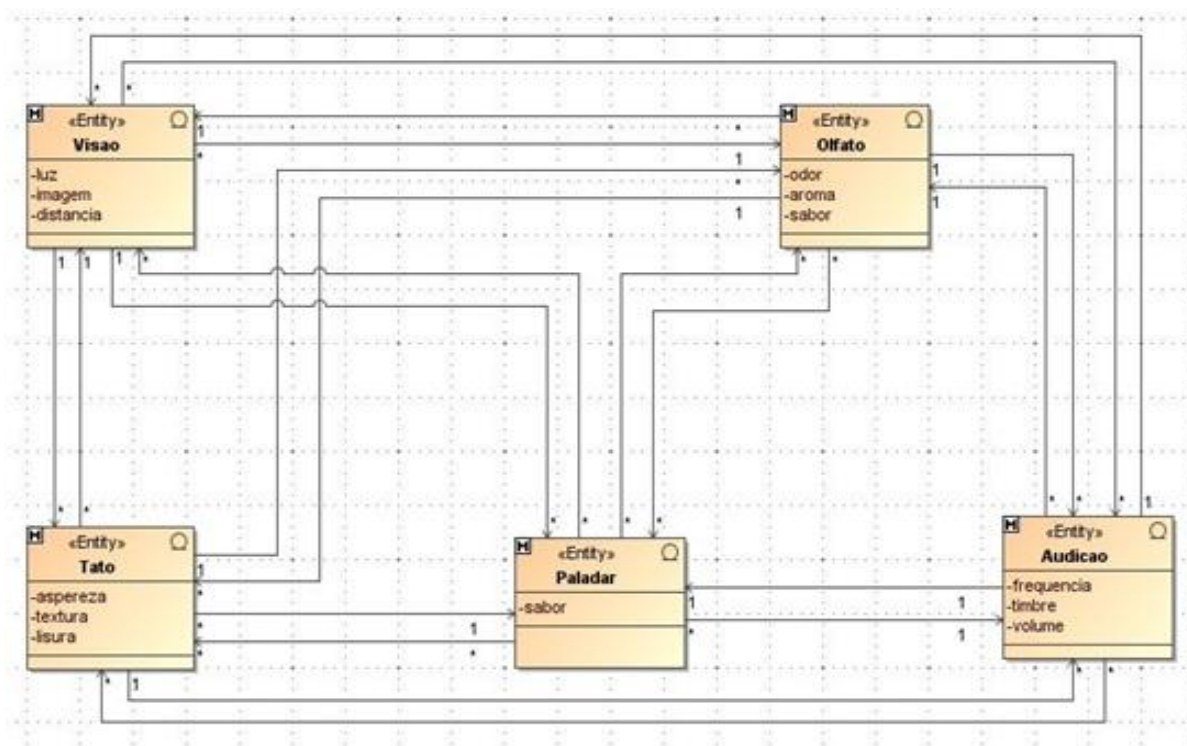 «Entity»
Visao
-luz
-imagem
-distancia
«Entity»
Olfato
-odor
-aroma
-sabor
«Entity»
Tato
-aspereza
-textura
-lisura
«Entity»
Paladar
-sabor
«Entity»
Audicao
-frequencia
-timbre
-volume